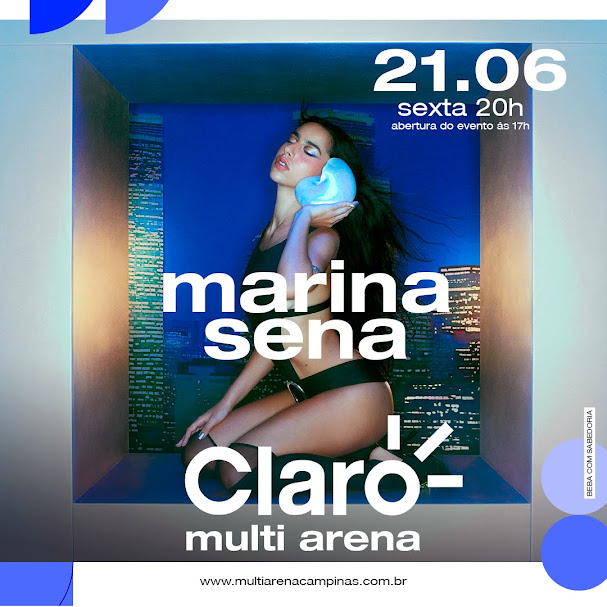 21.06
sexta 20h
abertura do evento às 17h
marina
sena
Claro
multi arena
BEBA COM SABEDORIA
www.multiarenacampinas.com.br